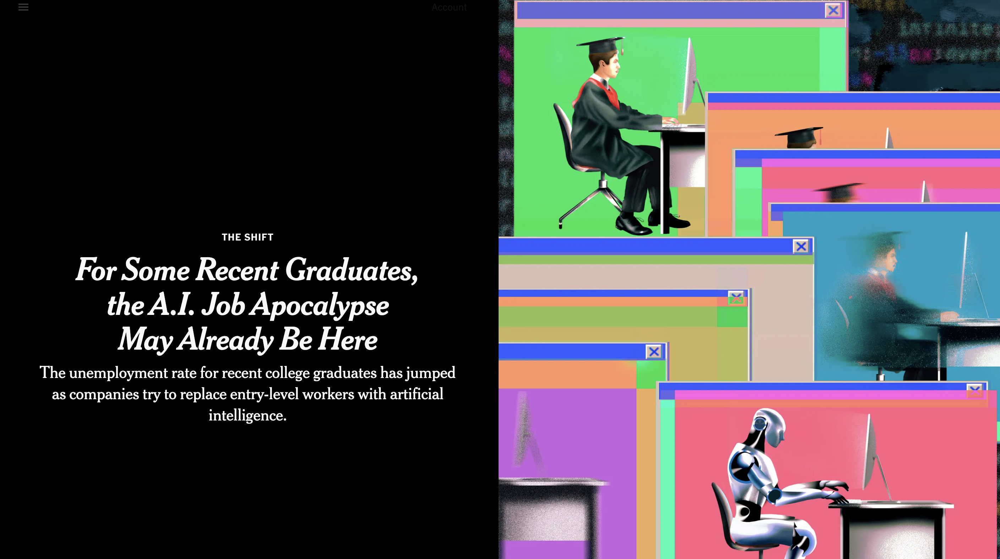 Account
THE SHIFT
For Some Recent Graduates,
the A.I. Job Apocalypse
May Already Be Here
The unemployment rate for recent college graduates has jumped
as companies try to replace entry-level workers with artificial
intelligence.